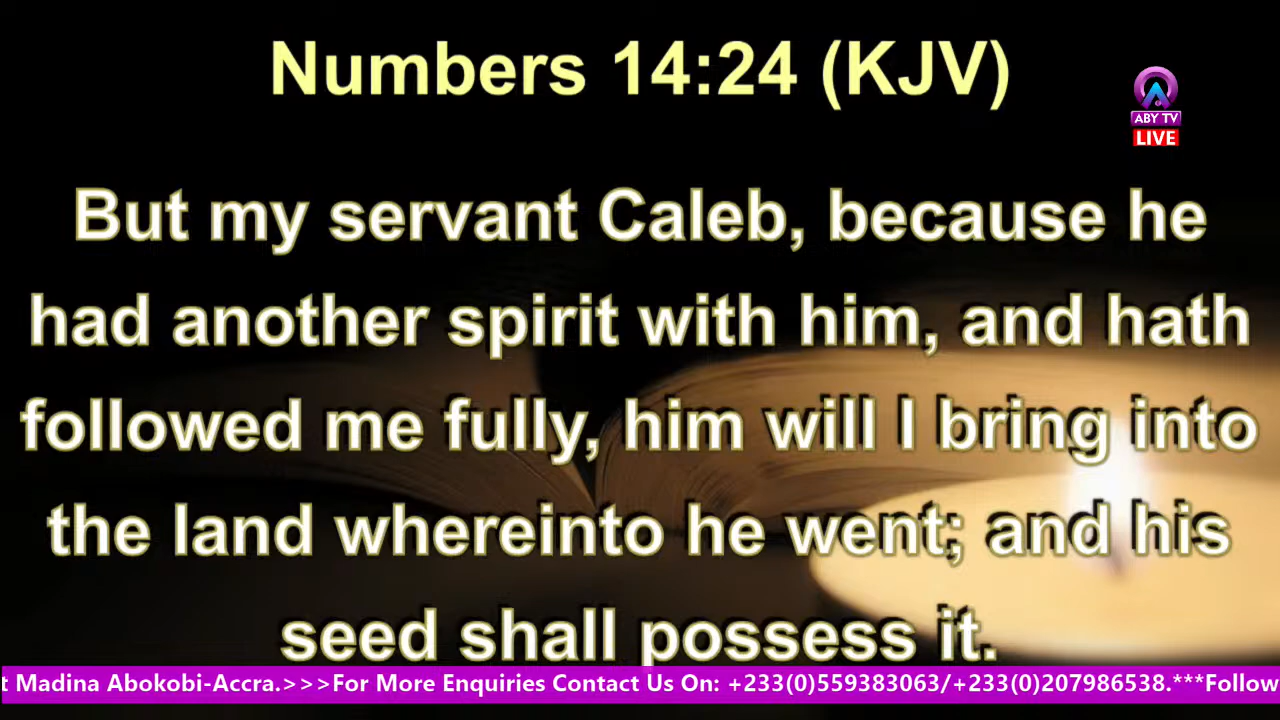 Numbers 14:24 (KJV)
ABY TV
LIVE
But my servant Caleb, because he
had another spirit with him, and hath
followed me fully, him will I bring into
the land whereinto he went; and his
seed shall possess it.
t Madina Abokobi-Accra.>>>For More Enquiries Contact Us On: +233(0)559383063/+233(0)207986538.***Follow